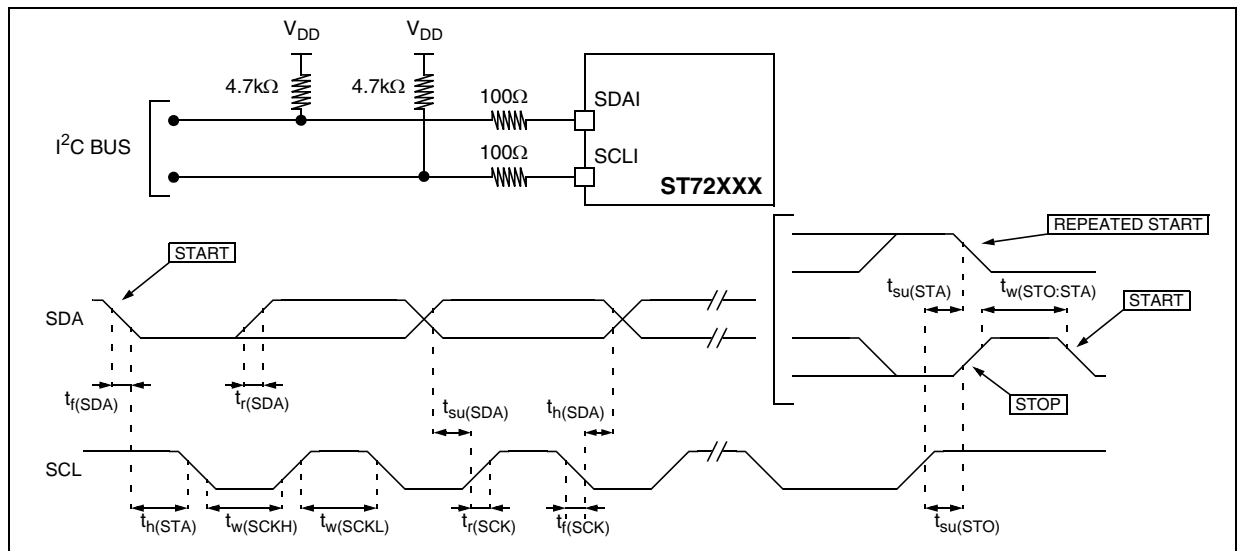 V_DD V_DD
4.7kΩ 4.7kΩ
100Ω SDAI
I²C BUS
100Ω SCLI
ST72XXX
REPEATED START
START
t_su(STA) t_w(STO:STA) START
SDA
t_f(SDA) t_r(SDA) t_su(SDA) t_h(SDA)
STOP
SCL
t_h(STA) t_w(SCKH) t_w(SCKL) t_r(SCK) t_f(SCK) t_su(STO)